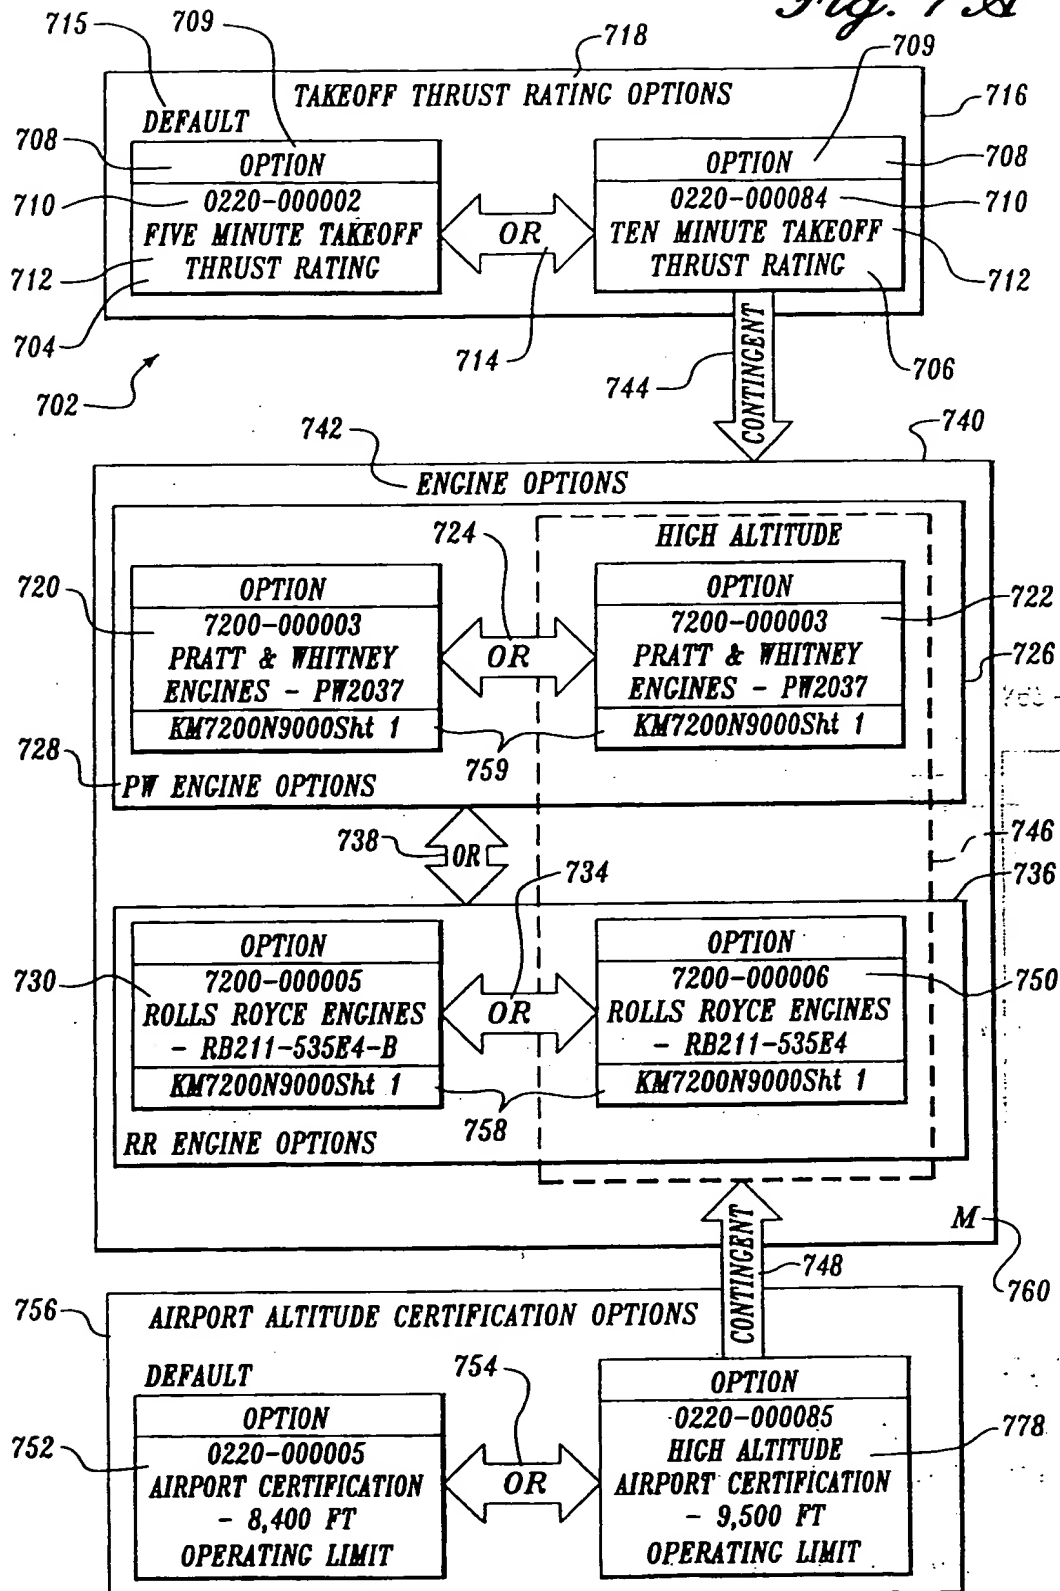 Fig. 7A
715
709
718
709
TAKEOFF THRUST RATING OPTIONS
716
DEFAULT
708
OPTION
OPTION
708
710
0220-000002
0220-000084
710
FIVE MINUTE TAKEOFF
OR
TEN MINUTE TAKEOFF
712
THRUST RATING
THRUST RATING
712
704
714
706
744
CONTINGENT
702
742
740
ENGINE OPTIONS
724
HIGH ALTITUDE
720
OPTION
OPTION
722
7200-000003
7200-000003
PRATT & WHITNEY
OR
PRATT & WHITNEY
726
ENGINES - PW2037
ENGINES - PW2037
KM7200N9000Sht 1
KM7200N9000Sht 1
728
759
PW ENGINE OPTIONS
738
OR
734
746
736
OPTION
OPTION
730
7200-000005
7200-000006
750
ROLLS ROYCE ENGINES
OR
ROLLS ROYCE ENGINES
- RB211-535E4-B
- RB211-535E4
KM7200N9000Sht 1
KM7200N9000Sht 1
758
RR ENGINE OPTIONS
M
CONTINGENT
748
760
756
AIRPORT ALTITUDE CERTIFICATION OPTIONS
DEFAULT
754
OPTION
OPTION
752
0220-000005
0220-000085
778
AIRPORT CERTIFICATION
OR
HIGH ALTITUDE
- 8,400 FT
AIRPORT CERTIFICATION
OPERATING LIMIT
- 9,500 FT
OPERATING LIMIT